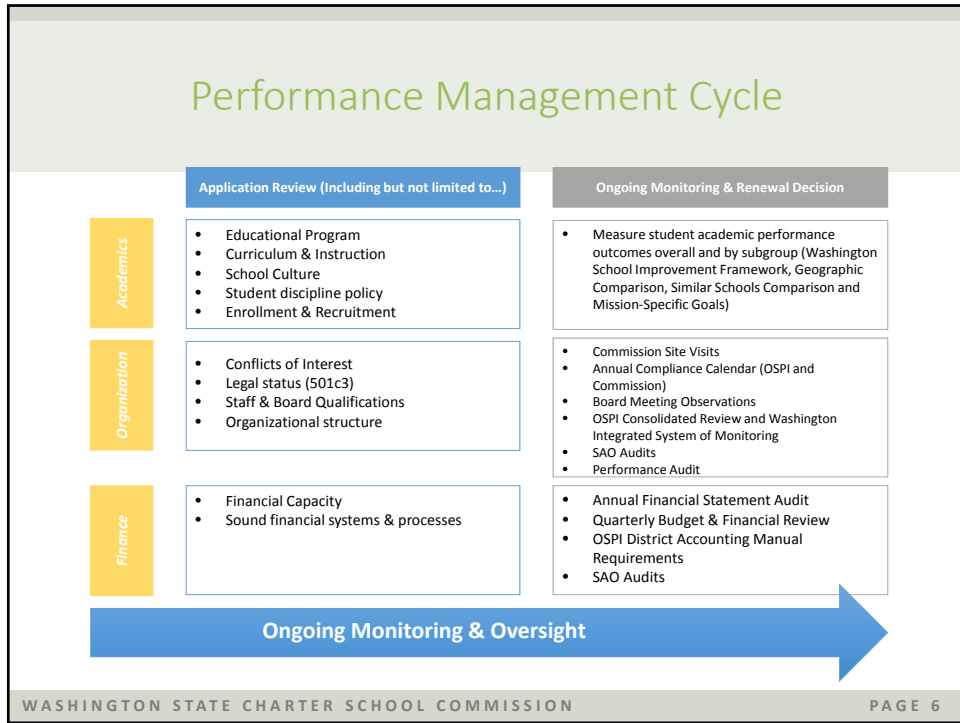 Performance Management Cycle
Application Review (Including but not limited to…)
Ongoing Monitoring & Renewal Decision
Academics
• Educational Program
• Curriculum & Instruction
• School Culture
• Student discipline policy
• Enrollment & Recruitment
• Measure student academic performance
outcomes overall and by subgroup (Washington
School Improvement Framework, Geographic
Comparison, Similar Schools Comparison and
Mission-Specific Goals)
Organization
• Conflicts of Interest
• Legal status (501c3)
• Staff & Board Qualifications
• Organizational structure
• Commission Site Visits
• Annual Compliance Calendar (OSPI and
Commission)
• Board Meeting Observations
• OSPI Consolidated Review and Washington
Integrated System of Monitoring
• SAO Audits
• Performance Audit
Finance
• Financial Capacity
• Sound financial systems & processes
• Annual Financial Statement Audit
• Quarterly Budget & Financial Review
• OSPI District Accounting Manual
Requirements
• SAO Audits
Ongoing Monitoring & Oversight
WASHINGTON STATE CHARTER SCHOOL COMMISSION
PAGE 6